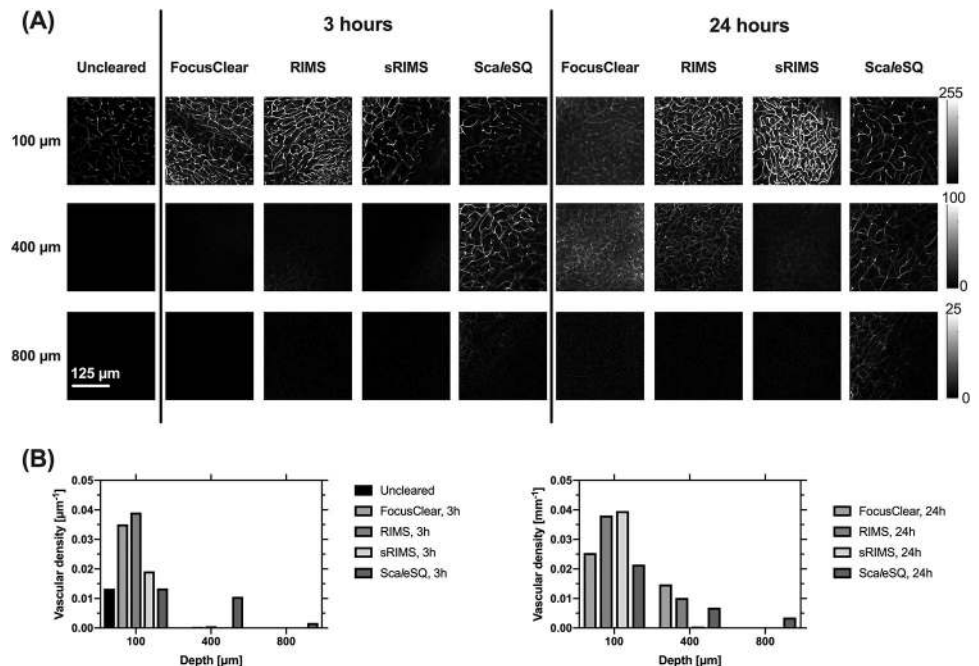 (A)
3 hours
24 hours
Uncleared FocusClear RIMS sRIMS ScaleSQ FocusClear RIMS sRIMS ScaleSQ
100 µm
255
400 µm
100
0
800 µm
125 µm
25
0
(B)
Vascular density [µm⁻¹]
0.05
0.04
0.03
0.02
0.01
0.00
100 400 800
Depth [µm]
Uncleared
FocusClear, 3h
RIMS, 3h
sRIMS, 3h
ScaleSQ, 3h
Vascular density [mm⁻¹]
0.05
0.04
0.03
0.02
0.01
0.00
100 400 800
Depth [µm]
FocusClear, 24h
RIMS, 24h
sRIMS, 24h
ScaleSQ, 24h